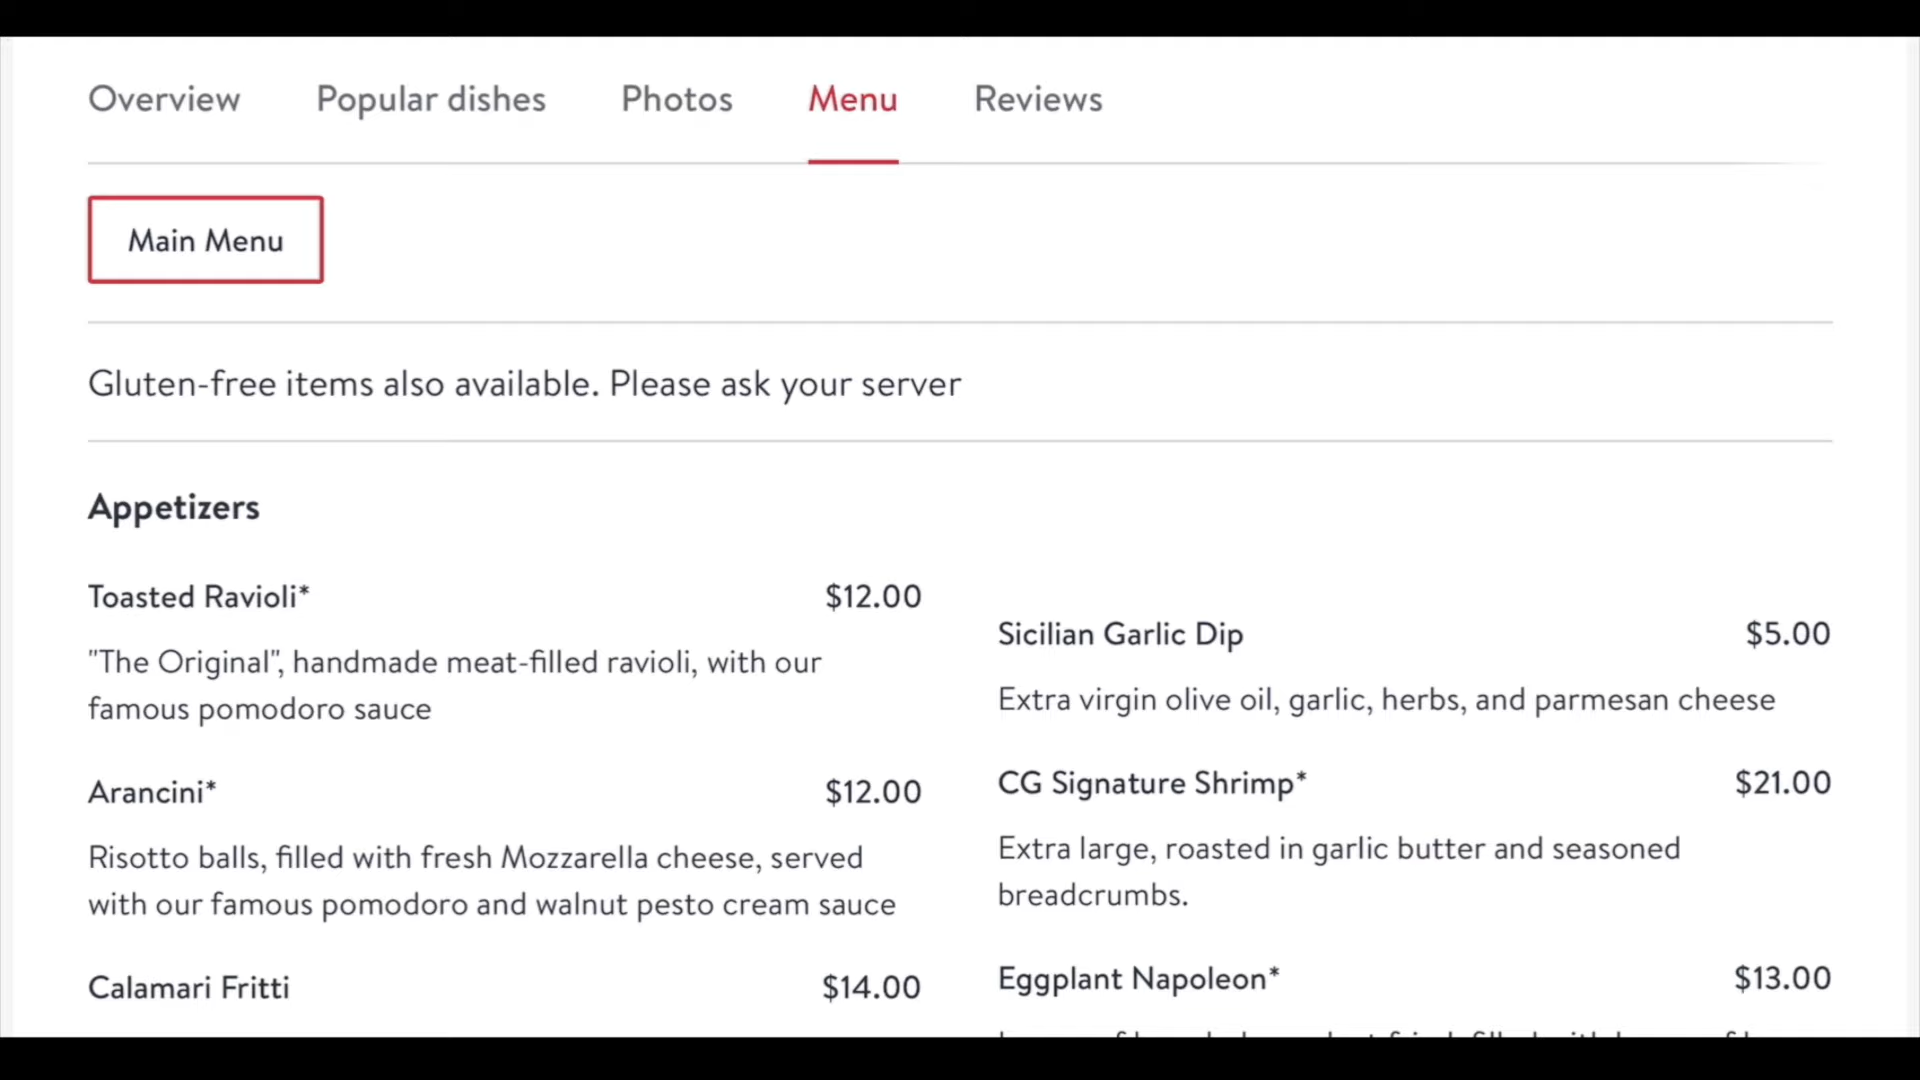 Overview Popular dishes Photos Menu Reviews
Main Menu
Gluten-free items also available. Please ask your server
Appetizers
Toasted Ravioli* $12.00
"The Original", handmade meat-filled ravioli, with our
famous pomodoro sauce
Arancini* $12.00
Risotto balls, filled with fresh Mozzarella cheese, served
with our famous pomodoro and walnut pesto cream sauce
Calamari Fritti $14.00
Sicilian Garlic Dip $5.00
Extra virgin olive oil, garlic, herbs, and parmesan cheese
CG Signature Shrimp* $21.00
Extra large, roasted in garlic butter and seasoned
breadcrumbs.
Eggplant Napoleon* $13.00